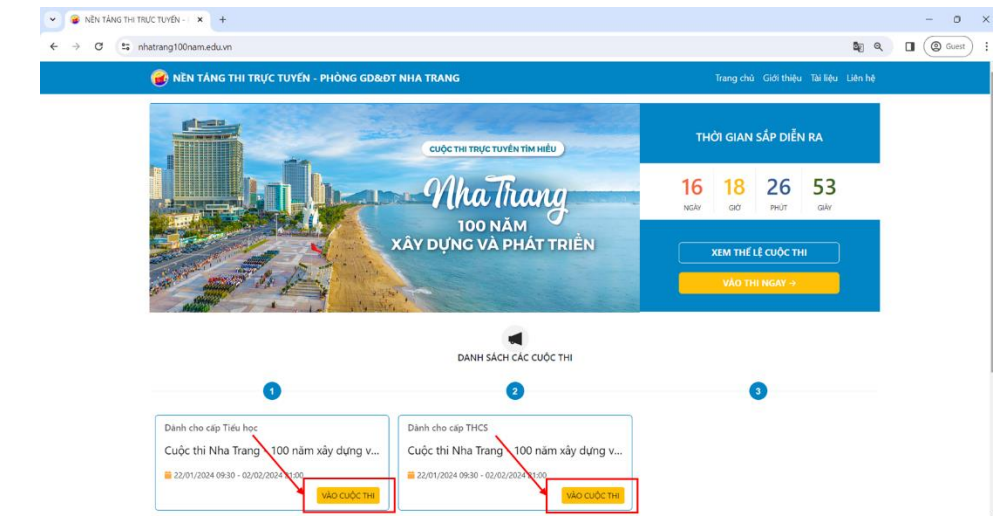 NỀN TẢNG THI TRỰC TUYẾN -
nhatrang100nam.edu.vn
Guest
NỀN TẢNG THI TRỰC TUYẾN - PHÒNG GD&ĐT NHA TRANG
Trang chủ Giới thiệu Tài liệu Liên hệ
CUỘC THI TRỰC TUYẾN TÌM HIỂU
Nha Trang
100 NĂM
XÂY DỰNG VÀ PHÁT TRIỂN
THỜI GIAN SẮP DIỄN RA
16 18 26 53
NGÀY GIỜ PHÚT GIÂY
XEM THỂ LỆ CUỘC THI
VÀO THI NGAY →
DANH SÁCH CÁC CUỘC THI
1 2 3
Dành cho cấp Tiểu học
Cuộc thi Nha Trang - 100 năm xây dựng v...
22/01/2024 09:30 - 02/02/2024 21:00
VÀO CUỘC THI
Dành cho cấp THCS
Cuộc thi Nha Trang - 100 năm xây dựng v...
22/01/2024 09:30 - 02/02/2024 21:00
VÀO CUỘC THI